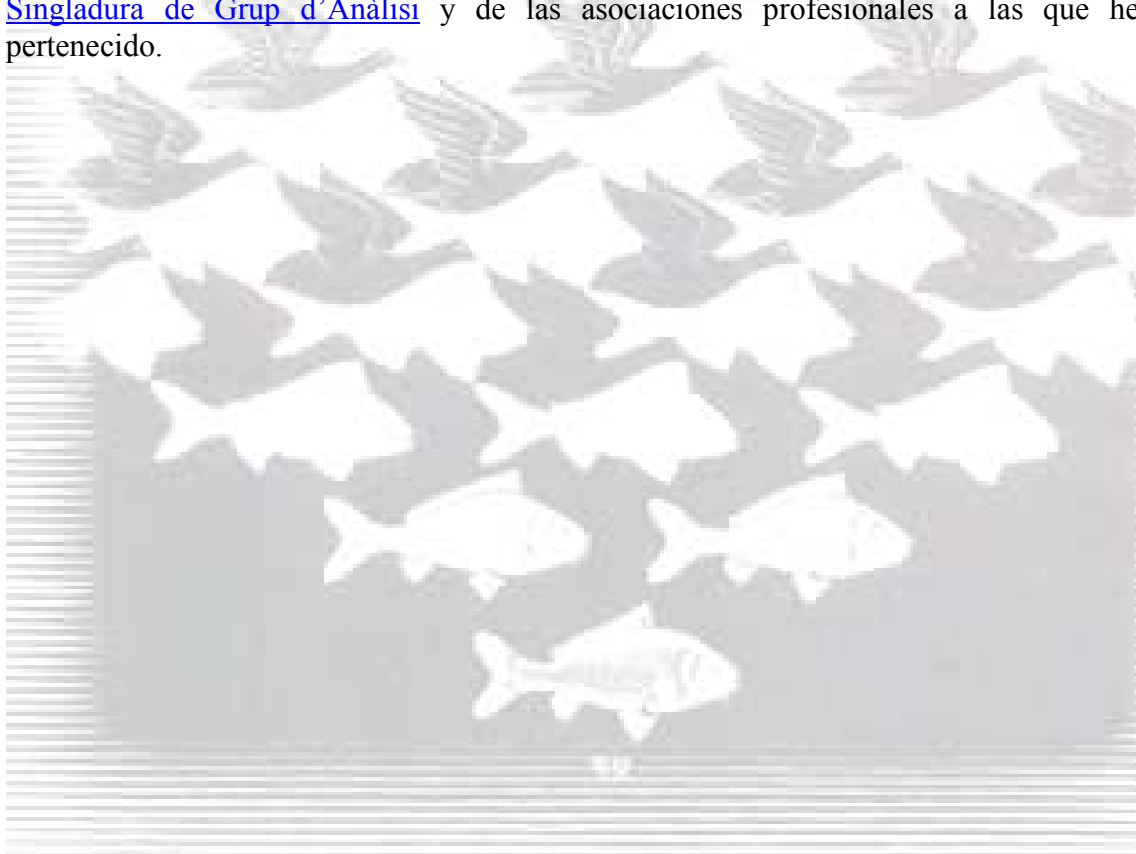 Singladura de Grup d’Anàlisi y de las asociaciones profesionales a las que he
pertenecido.